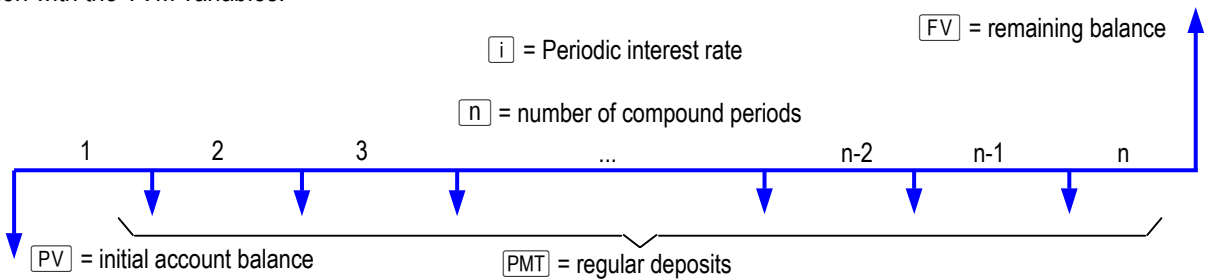 FV = remaining balance
i = Periodic interest rate
n = number of compound periods
1 2 3 ... n-2 n-1 n
PV = initial account balance
PMT = regular deposits